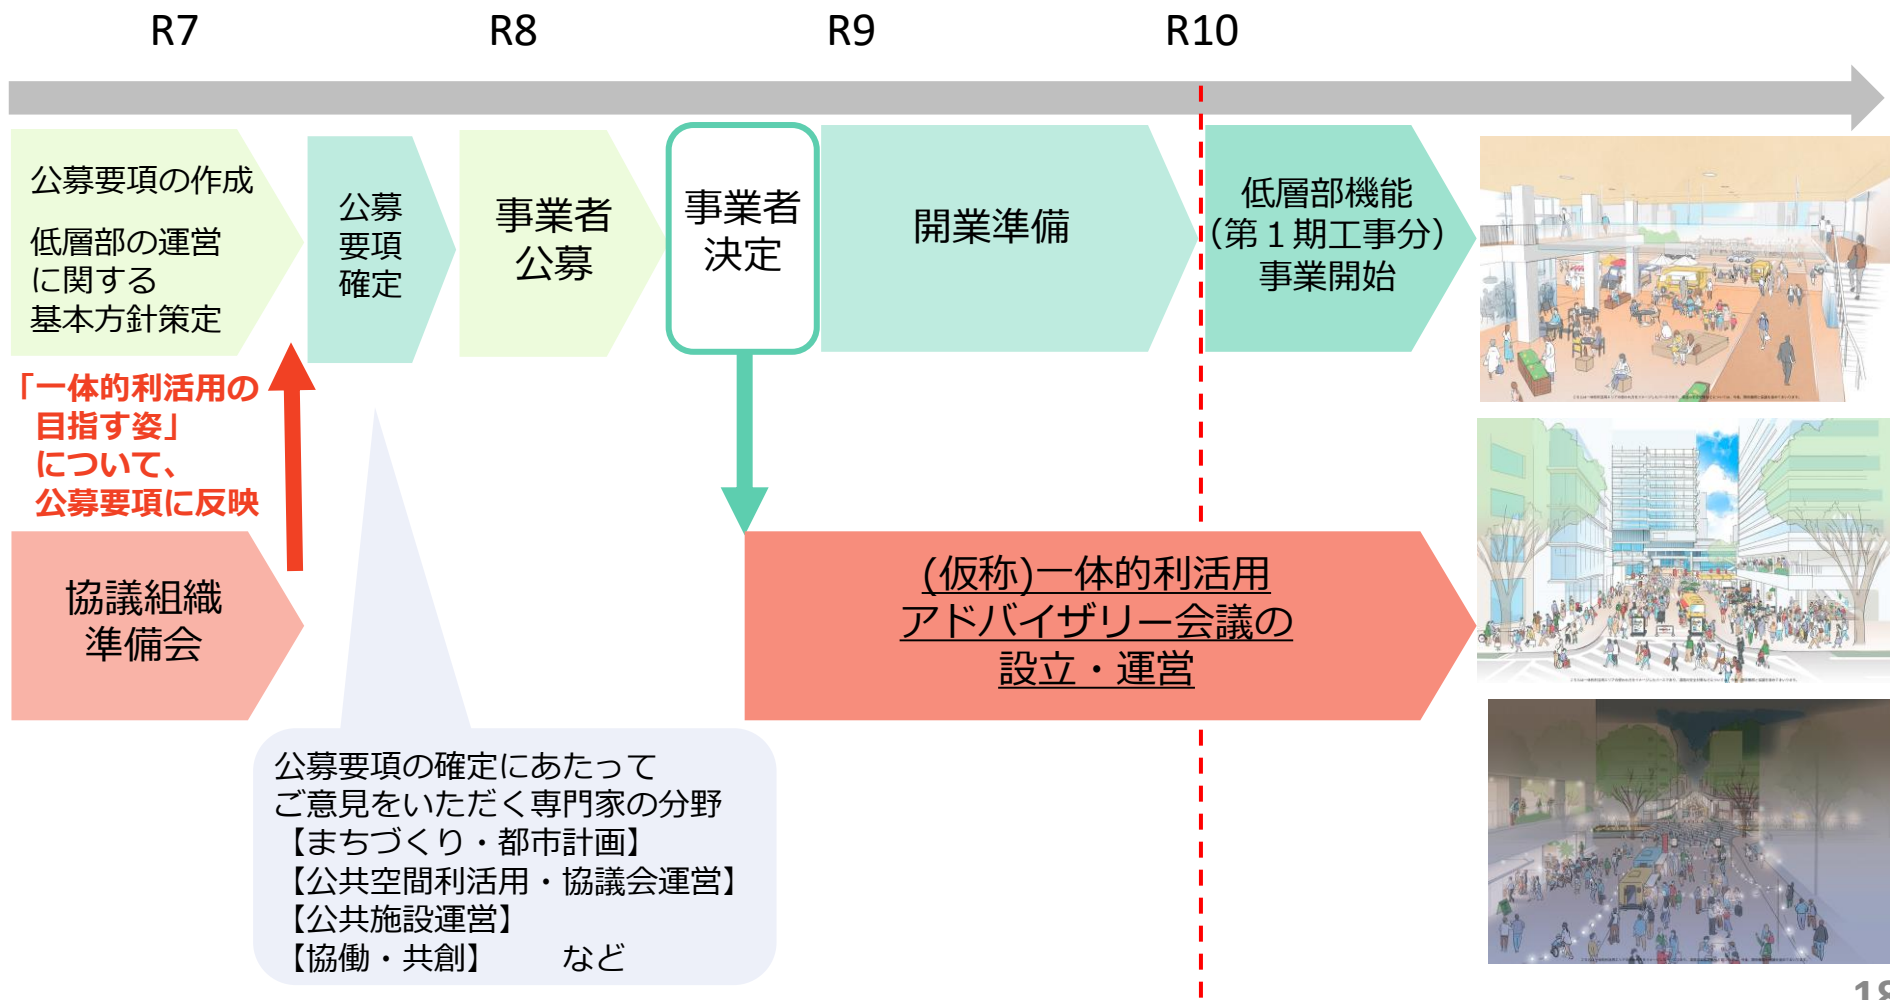 R7
R8
R9
R10
公募要項の作成
低層部の運営
に関する
基本方針策定
公募
要項
確定
事業者
公募
事業者
決定
開業準備
低層部機能
（第１期工事分）
事業開始
「一体的利活用の
目指す姿」
について、
公募要項に反映
協議組織
準備会
(仮称)一体的利活用
アドバイザリー会議の
設立・運営
公募要項の確定にあたって
ご意見をいただく専門家の分野
【まちづくり・都市計画】
【公共空間利活用・協議会運営】
【公共施設運営】
【協働・共創】　　など